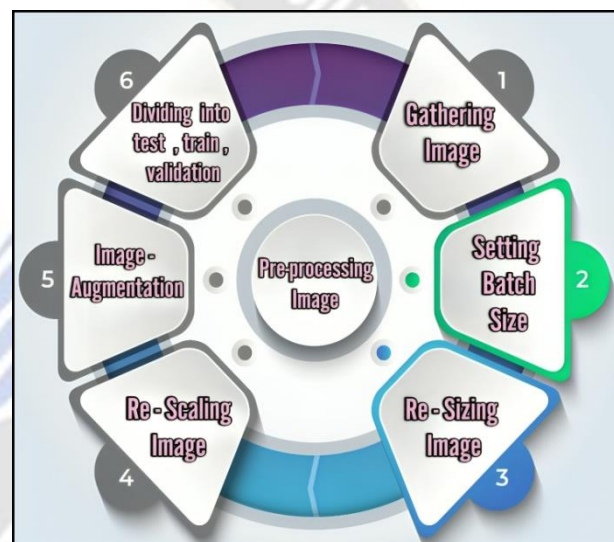 1
Gathering
Image
2
Setting
Batch
Size
3
Re - Sizing
Image
4
Re - Scaling
Image
5
Image -
Augmentation
6
Dividing into
test , train ,
validation
Pre-processing
Image